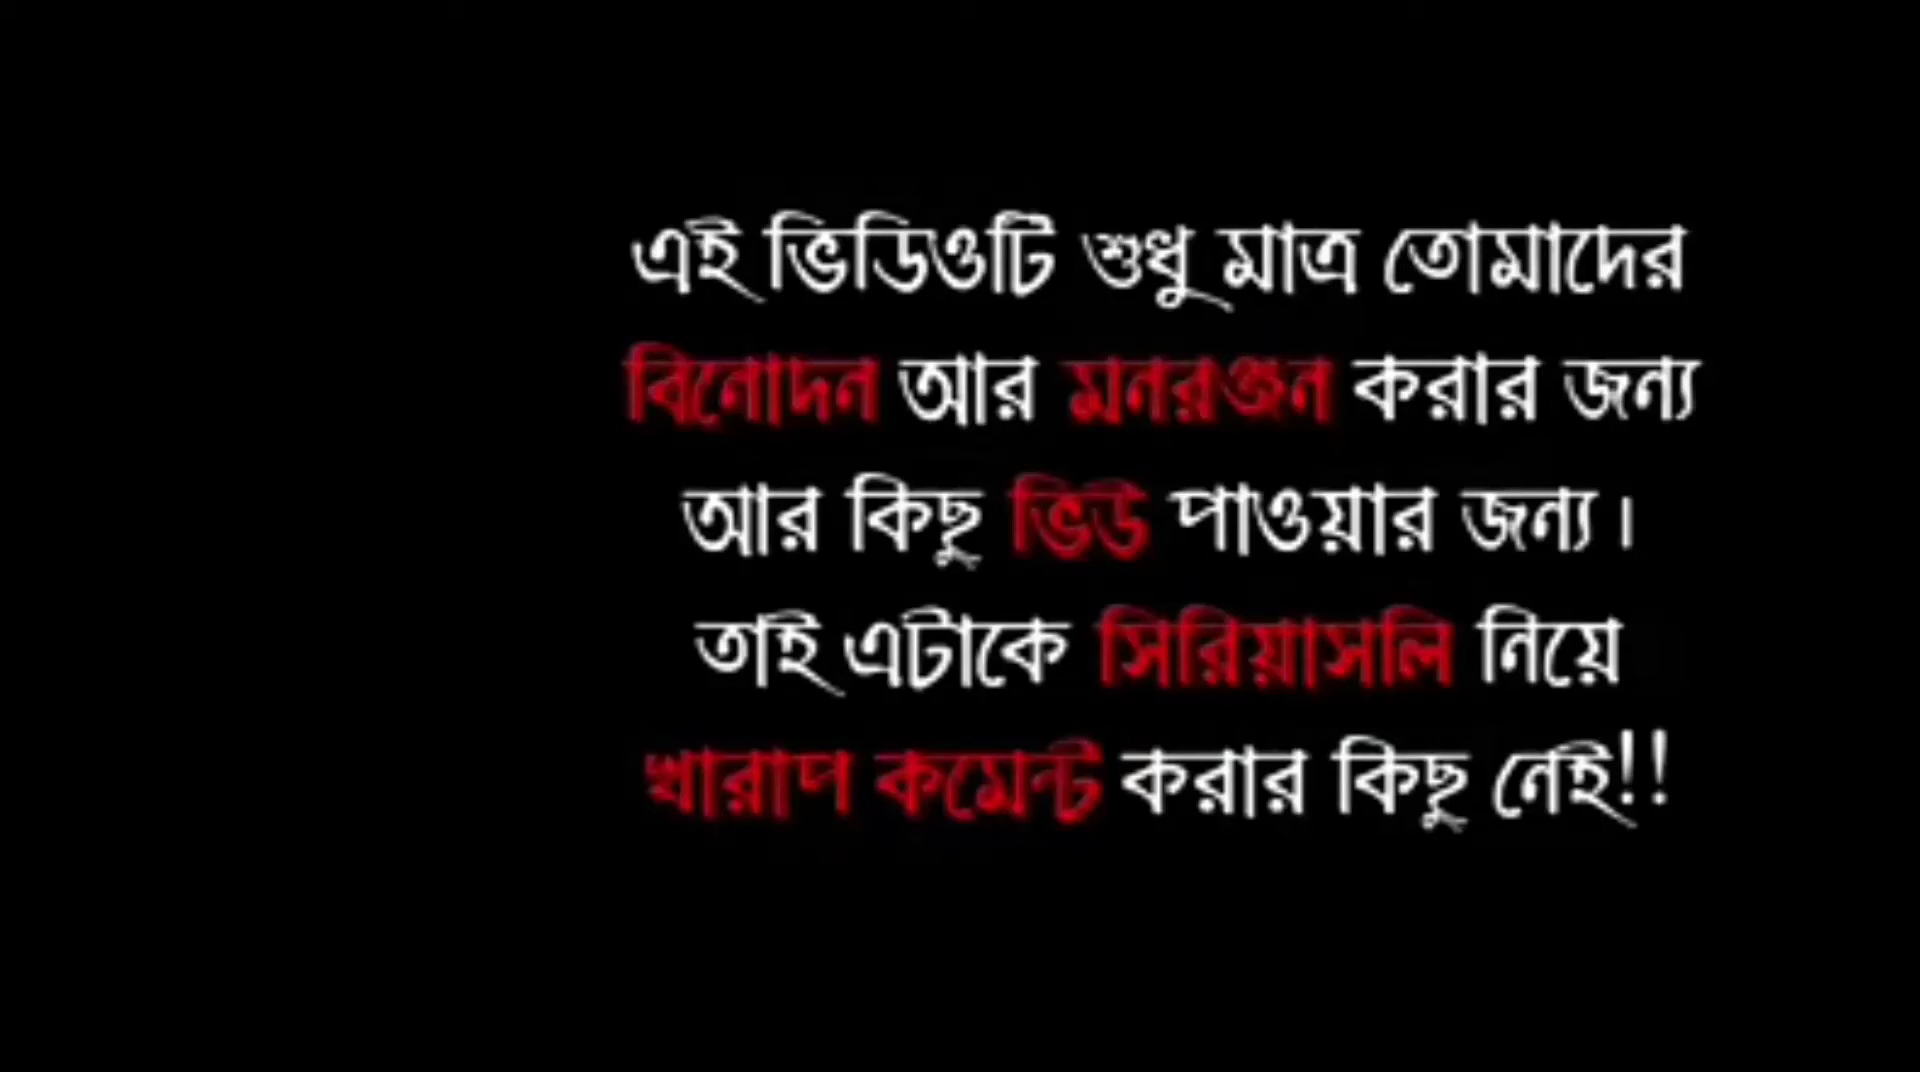 এই ভিডিওটি শুধু মাত্র তোমাদের
বিনোদন আর মনরঞ্জন করার জন্য
আর কিছু ভিউ পাওয়ার জন্য।
তাই এটাকে সিরিয়াসলি নিয়ে
খারাপ কমেন্ট করার কিছু নেই!!